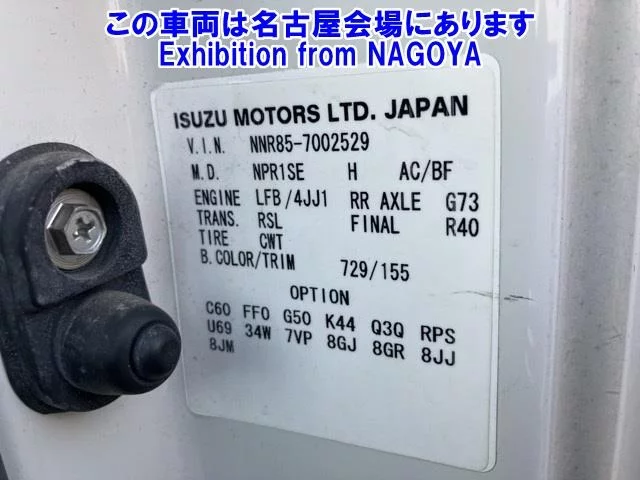 この車両は名古屋会場にあります
Exhibition from NAGOYA
ISUZU MOTORS LTD. JAPAN
V.I.N. NNR85-7002529
M.D. NPR1SE H AC/BF
ENGINE LFB/4JJ1 RR AXLE G73
TRANS. RSL FINAL R40
TIRE CWT
B.COLOR/TRIM 729/155
OPTION
C60 FF0 G50 K44 Q3Q RPS
U69 34W 7VP 8GJ 8GR 8JJ
8JM